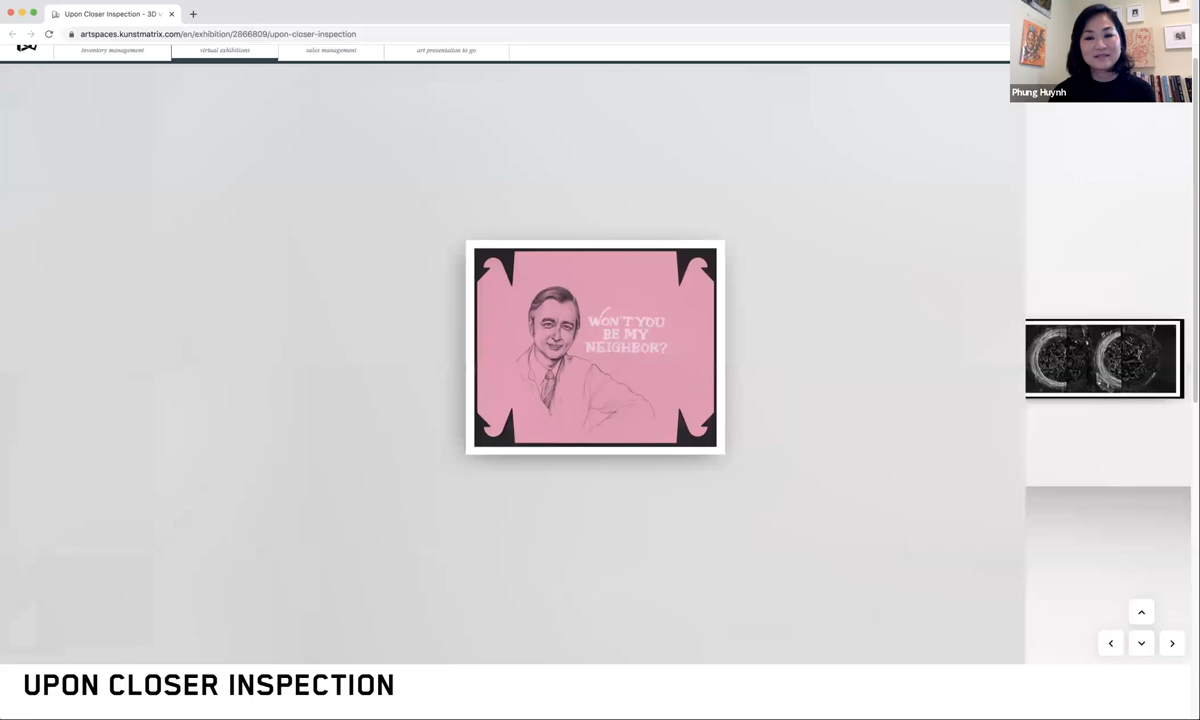 Upon Closer Inspection - 3D v
artspaces.kunstmatrix.com/en/exhibition/2866809/upon-closer-inspection
inventory management
virtual exhibitions
sales management
art presentation to go
Phung Huynh
WON'T YOU
BE MY
NEIGHBOR?
UPON CLOSER INSPECTION